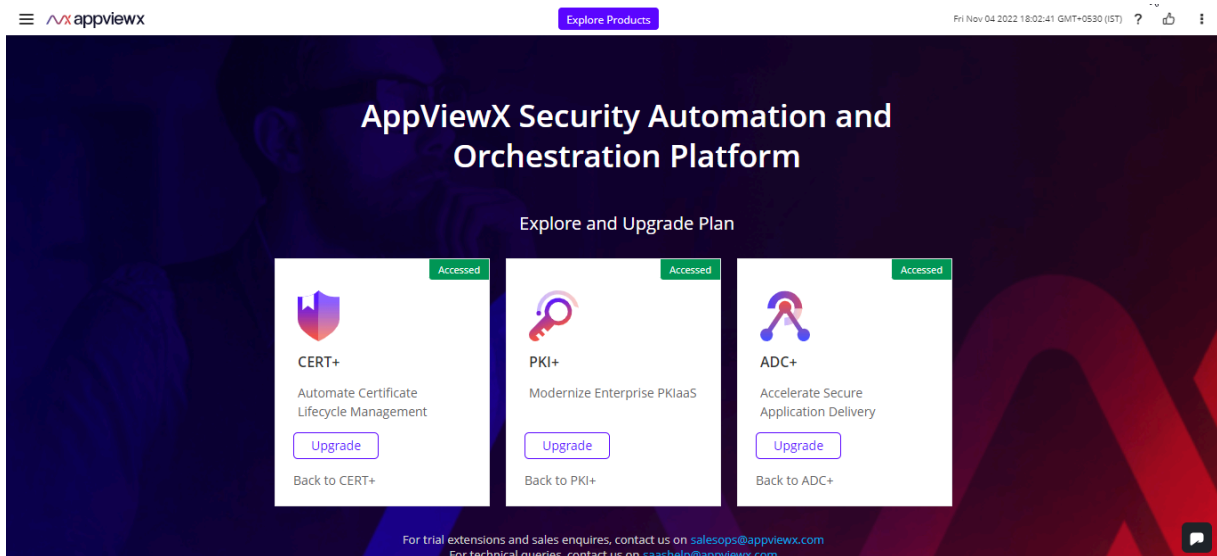 appviewx
Explore Products
Fri Nov 04 2022 18:02:41 GMT+0530 (IST) ?
AppViewX Security Automation and
Orchestration Platform
Explore and Upgrade Plan
Accessed
CERT+
Automate Certificate
Lifecycle Management
Upgrade
Back to CERT+
Accessed
PKI+
Modernize Enterprise PKIaaS
Upgrade
Back to PKI+
Accessed
ADC+
Accelerate Secure
Application Delivery
Upgrade
Back to ADC+
For trial extensions and sales enquires, contact us on salesops@appviewx.com
For technical queries, contact us on saashelp@appviewx.com